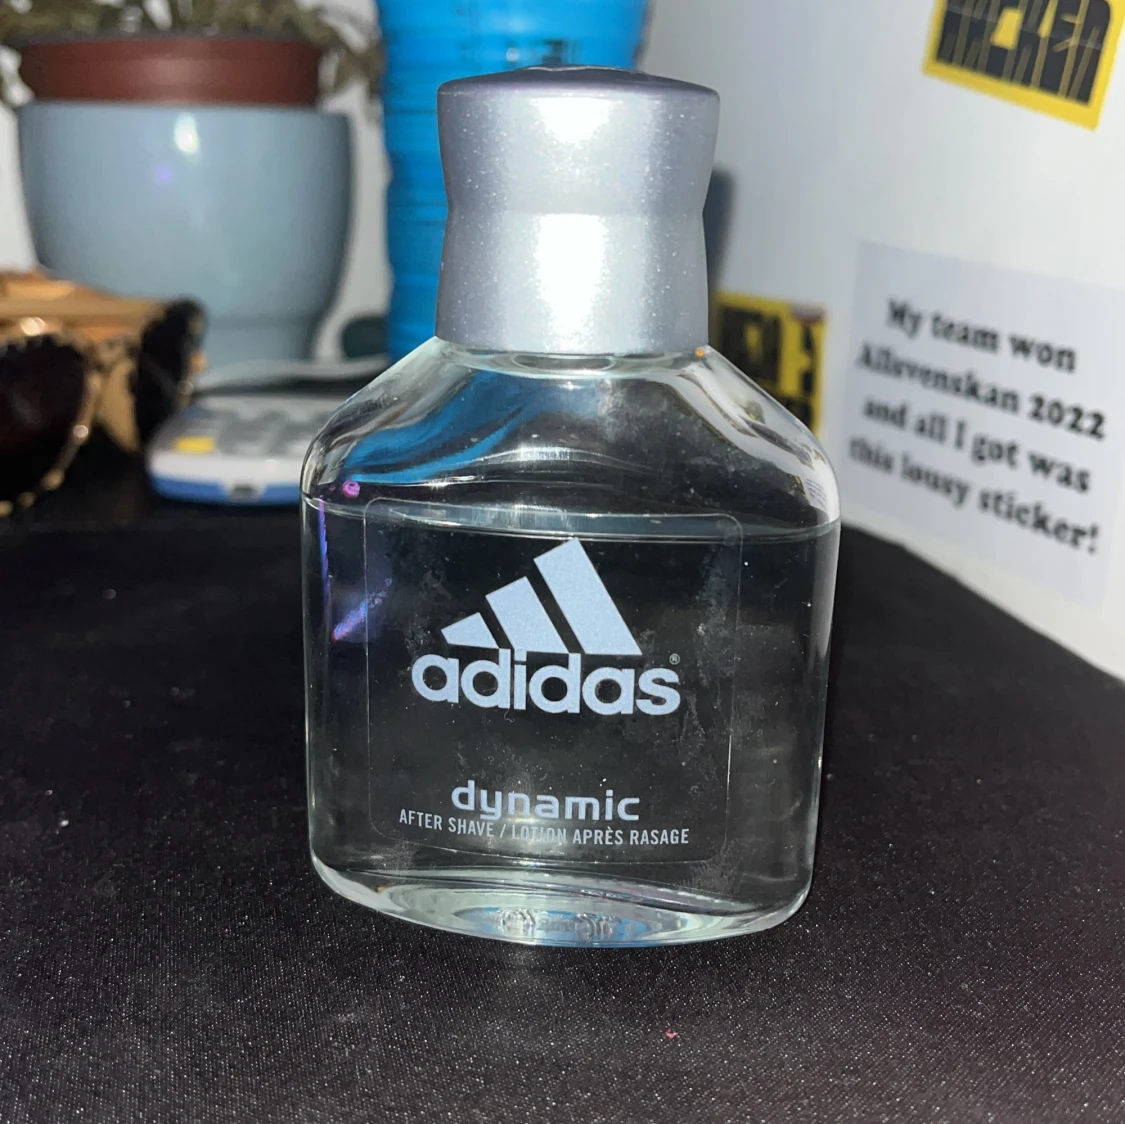 adidas®
dynamic
AFTER SHAVE / LOTION APRÈS RASAGE
My team won
Allsvenskan 2022
and all I got was
this lousy sticker!